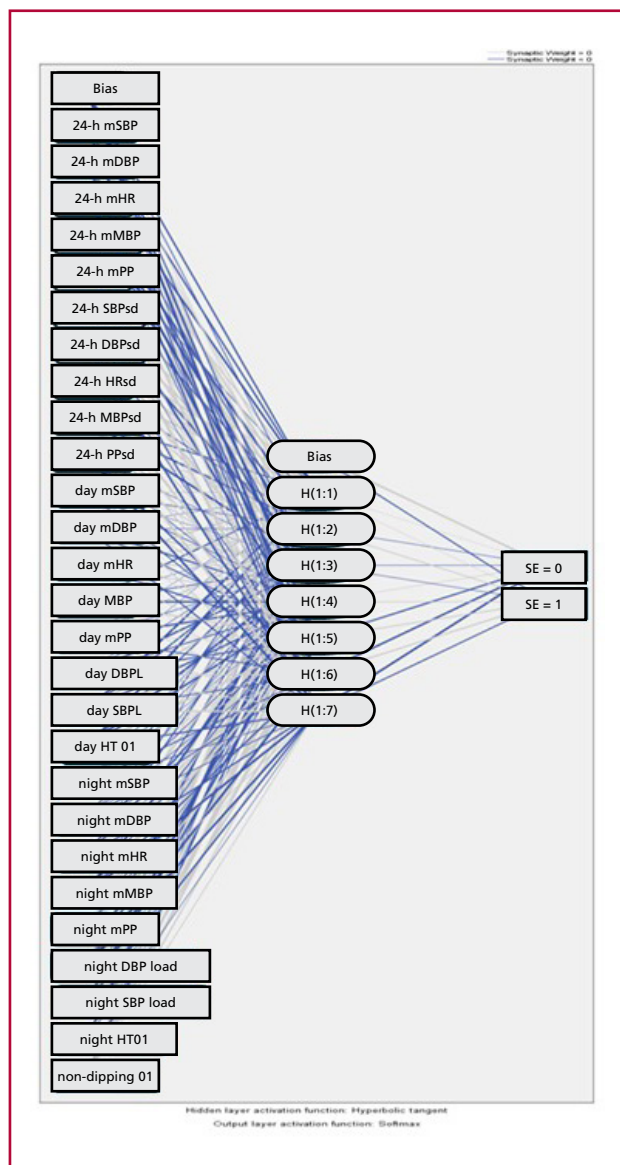 Synaptic Weight = 0
Synaptic Weight = 0
Bias
24-h mSBP
24-h mDBP
24-h mHR
24-h mMBP
24-h mPP
24-h SBPsd
24-h DBPsd
24-h HRsd
24-h MBPsd
24-h PPsd
day mSBP
day mDBP
day mHR
day MBP
day mPP
day DBPL
day SBPL
day HT 01
night mSBP
night mDBP
night mHR
night mMBP
night mPP
night DBP load
night SBP load
night HT01
non-dipping 01
Bias
H(1:1)
H(1:2)
H(1:3)
H(1:4)
H(1:5)
H(1:6)
H(1:7)
SE = 0
SE = 1
Hidden layer activation function: Hyperbolic tangent
Output layer activation function: Softmax